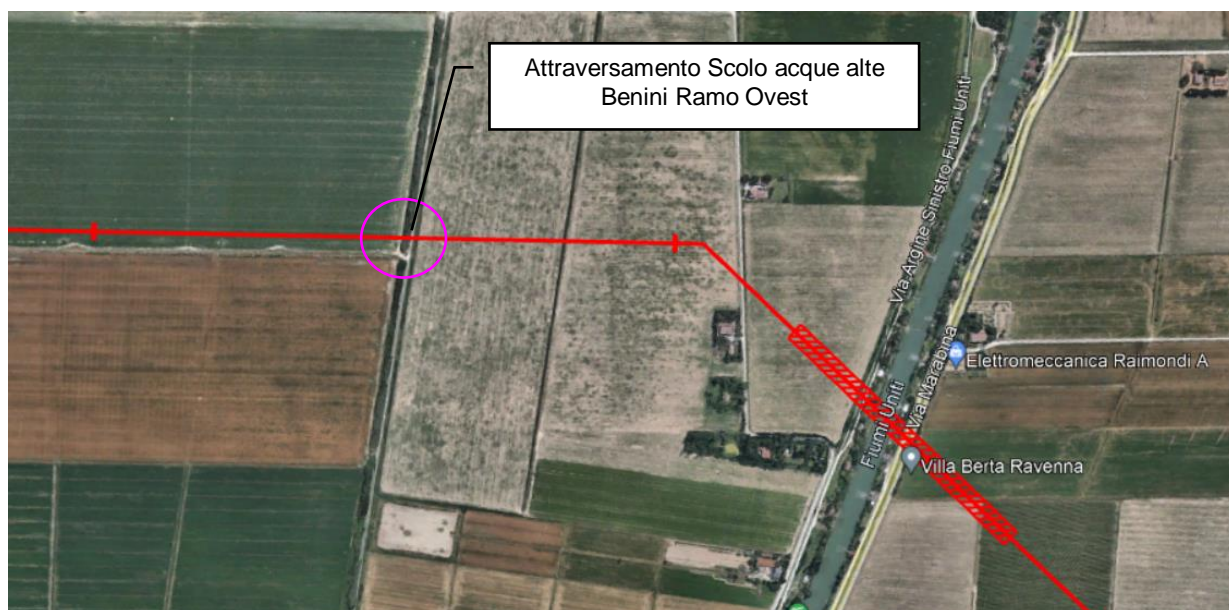 Attraversamento Scolo acque alte
Benini Ramo Ovest
Via Argine Sinistro Fiumi Uniti
Via Marabina
Elettromeccanica Raimondi A
Fiumi Uniti
Villa Berta Ravenna